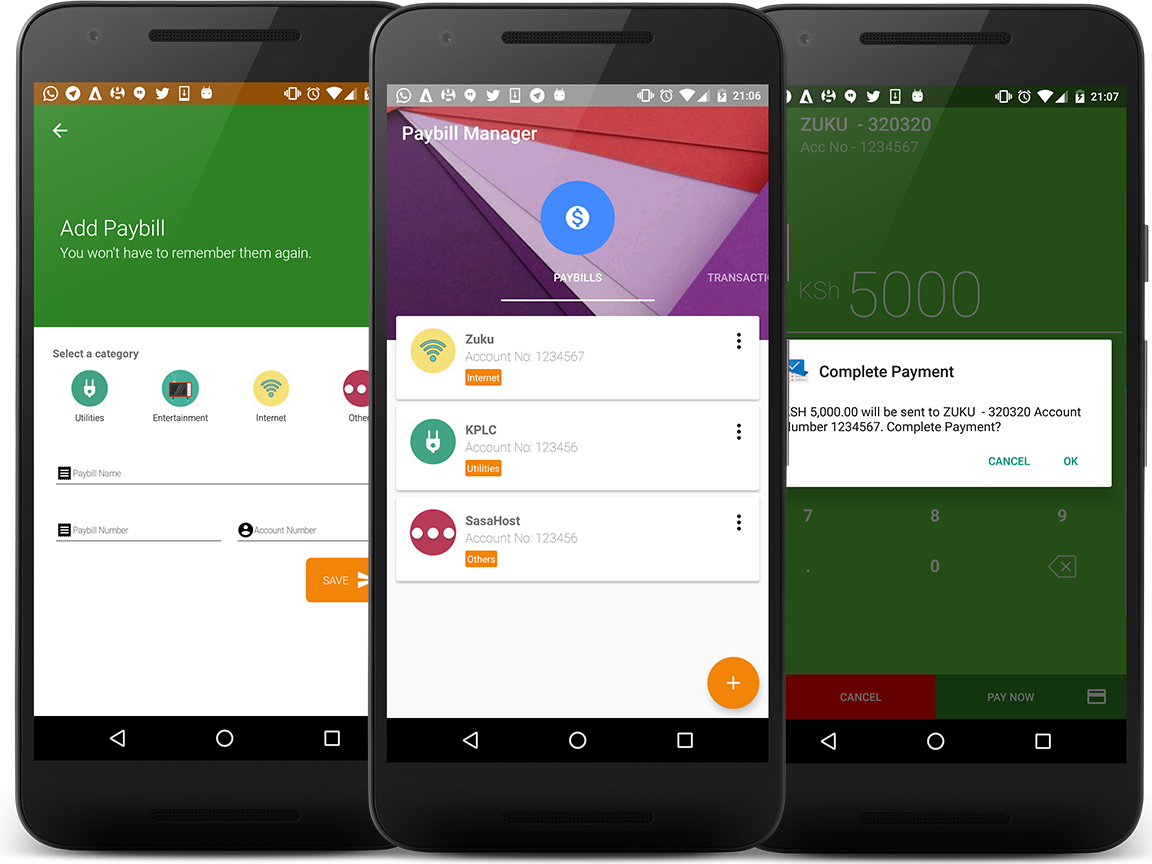 Add Paybill
You won't have to remember them again.
Select a category
Utilities
Entertainment
Internet
Other
Paybill Name
Paybill Number
Account Number
SAVE
21:06
Paybill Manager
PAYBILLS
TRANSACTI
Zuku
Account No: 1234567
Internet
KPLC
Account No: 123456
Utilities
SasaHost
Account No: 123456
Others
21:07
ZUKU - 320320
Acc No - 1234567
KSh 5000
Complete Payment
SH 5,000.00 will be sent to ZUKU - 320320 Account
umber 1234567. Complete Payment?
CANCEL
OK
7 8 9
. 0
CANCEL
PAY NOW